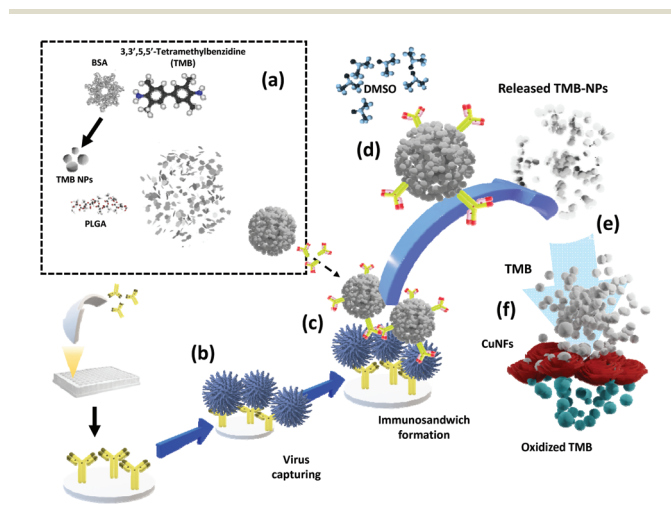 3,3’,5,5’-Tetramethylbenzidine
(TMB)
BSA
(a)
TMB NPs
PLGA
DMSO
(d)
Released TMB-NPs
(e)
TMB
(f)
CuNFs
Oxidized TMB
(b)
(c)
Immunosandwich
formation
Virus
capturing